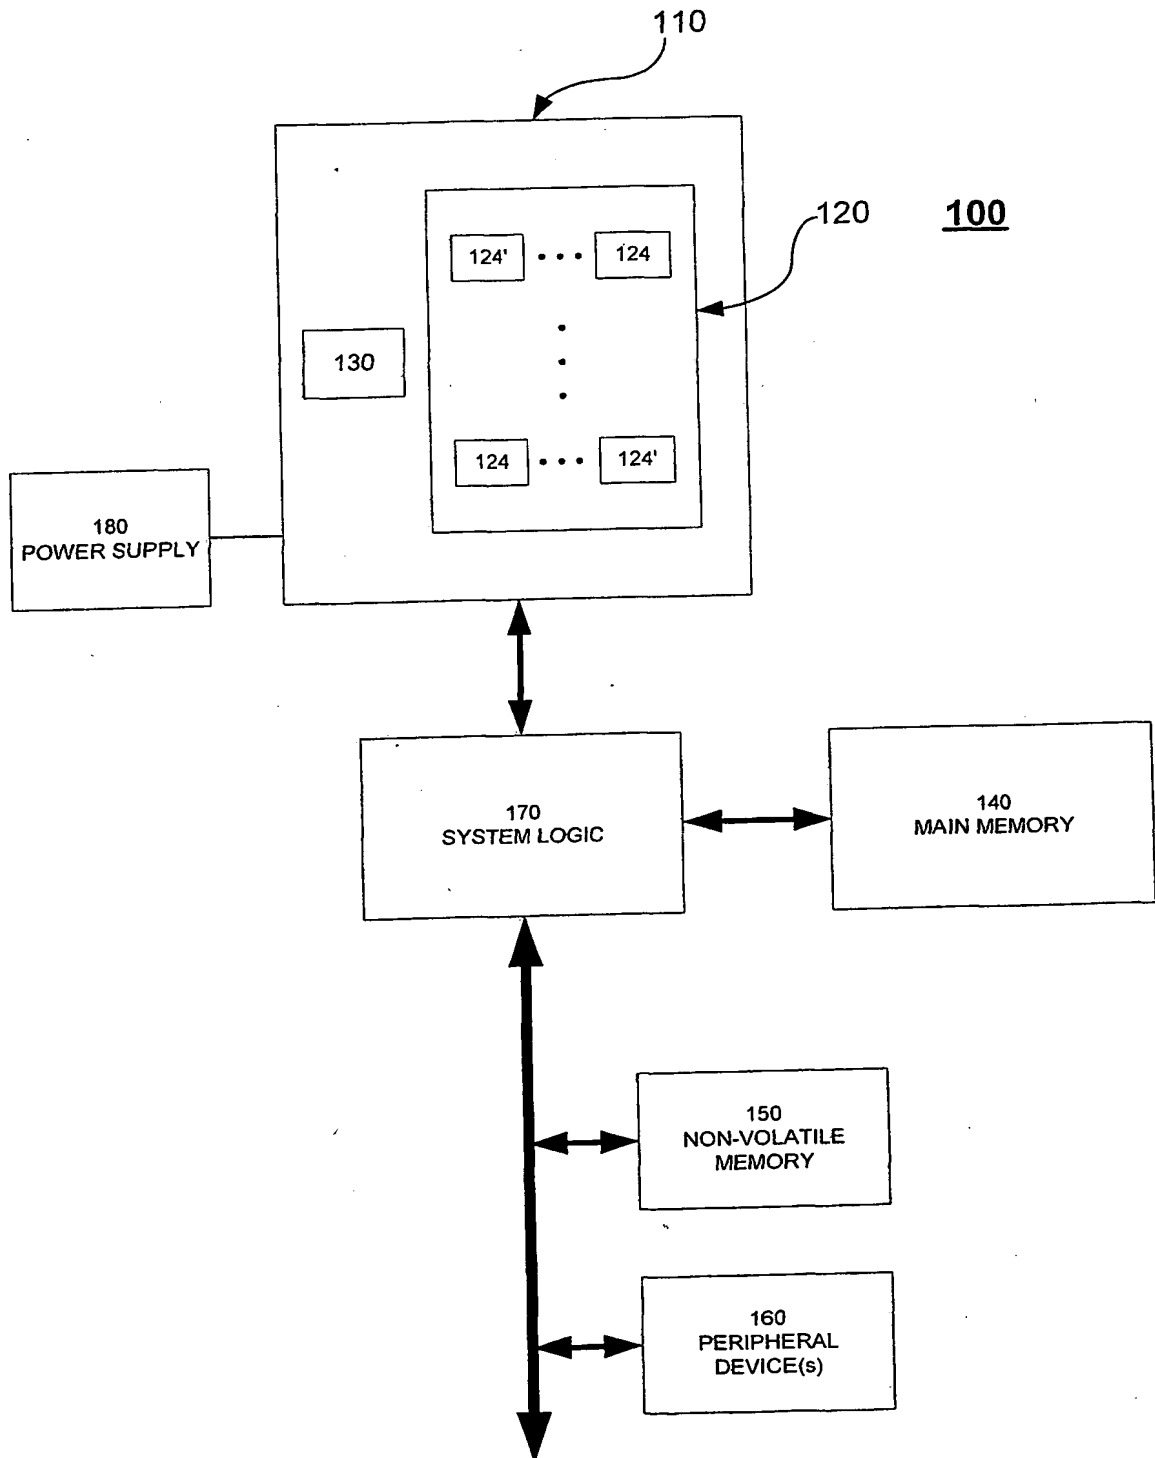 110
120
100
124' 124
130
124 124'
180
POWER SUPPLY
170
SYSTEM LOGIC
140
MAIN MEMORY
150
NON-VOLATILE
MEMORY
160
PERIPHERAL
DEVICE(s)